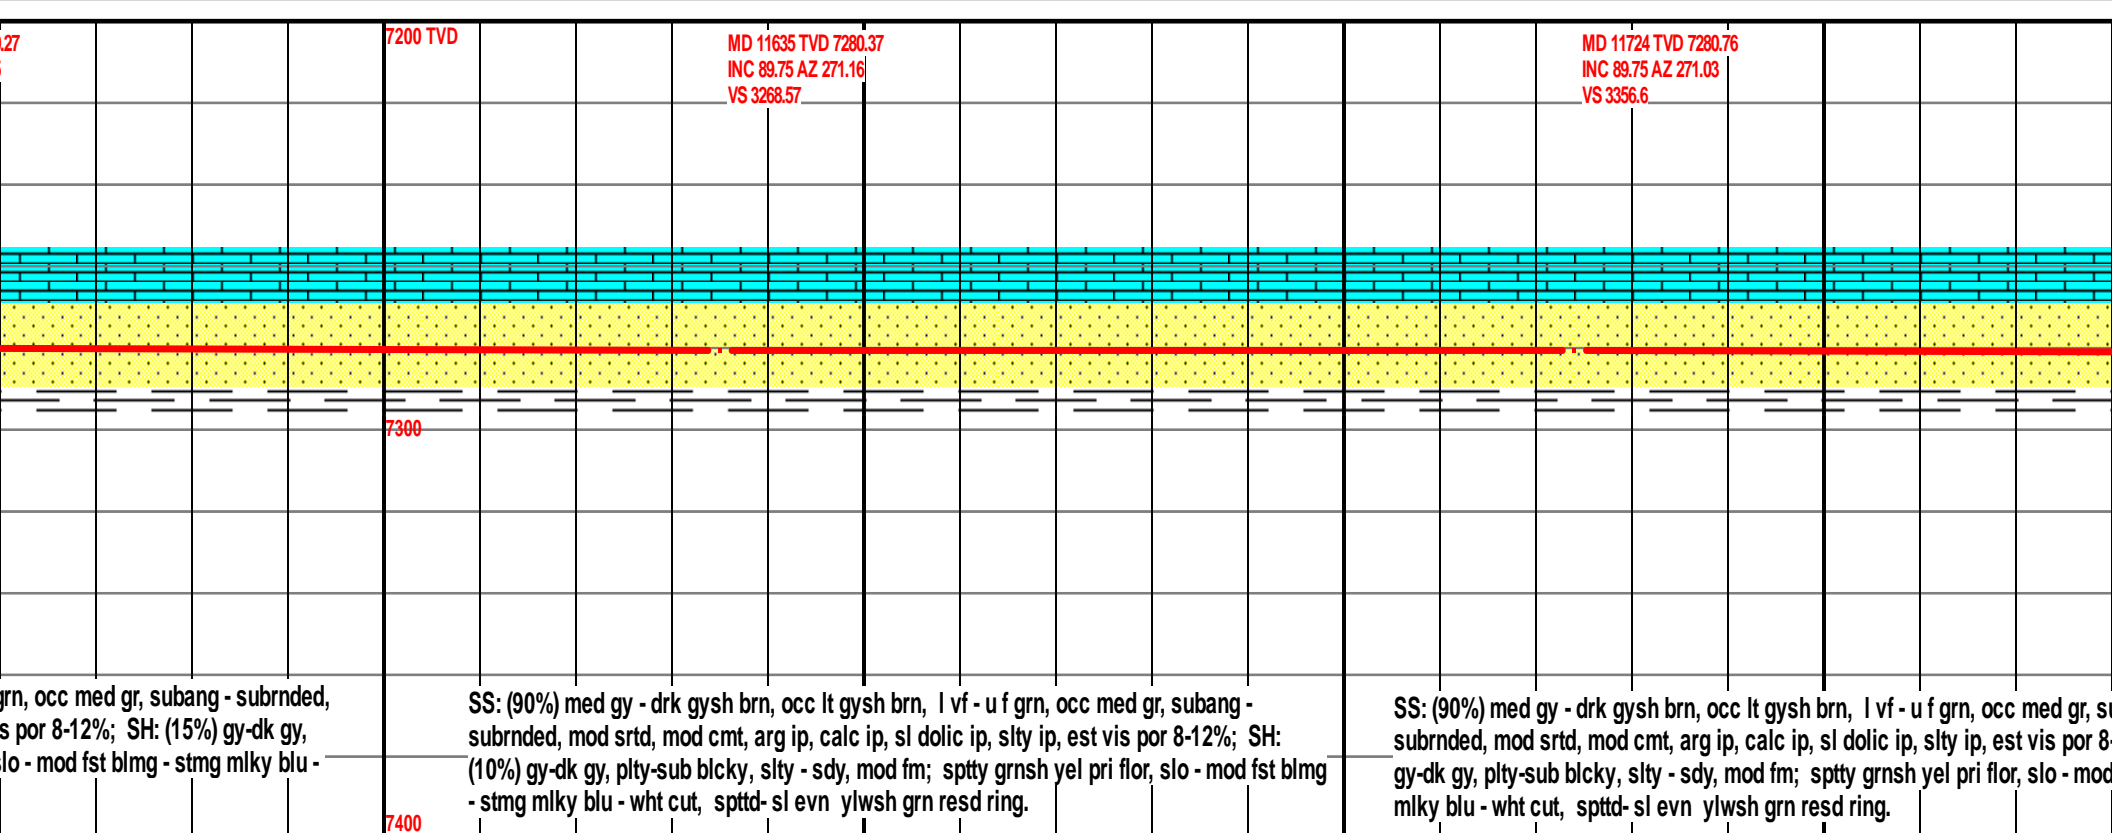 .27
7200 TVD
MD 11635 TVD 7280.37
INC 89.75 AZ 271.16
VS 3268.57
MD 11724 TVD 7280.76
INC 89.75 AZ 271.03
VS 3356.6
7300
grn, occ med gr, subang - subrnded,
s por 8-12%; SH: (15%) gy-dk gy,
slo - mod fst blmg - stmg mlky blu -
SS: (90%) med gy - drk gysh brn, occ lt gysh brn, l vf - u f grn, occ med gr, subang -
subrnded, mod srtd, mod cmt, arg ip, calc ip, sl dolic ip, slty ip, est vis por 8-12%; SH:
(10%) gy-dk gy, plty-sub blcky, slty - sdy, mod fm; sptty grnsh yel pri flor, slo - mod fst blmg
- stmg mlky blu - wht cut, spttd- sl evn ylwsh grn resd ring.
SS: (90%) med gy - drk gysh brn, occ lt gysh brn, l vf - u f grn, occ med gr,
subrnded, mod srtd, mod cmt, arg ip, calc ip, sl dolic ip, slty ip, est vis por 8-
gy-dk gy, plty-sub blcky, slty - sdy, mod fm; sptty grnsh yel pri flor, slo - mod
mlky blu - wht cut, spttd- sl evn ylwsh grn resd ring.
7400